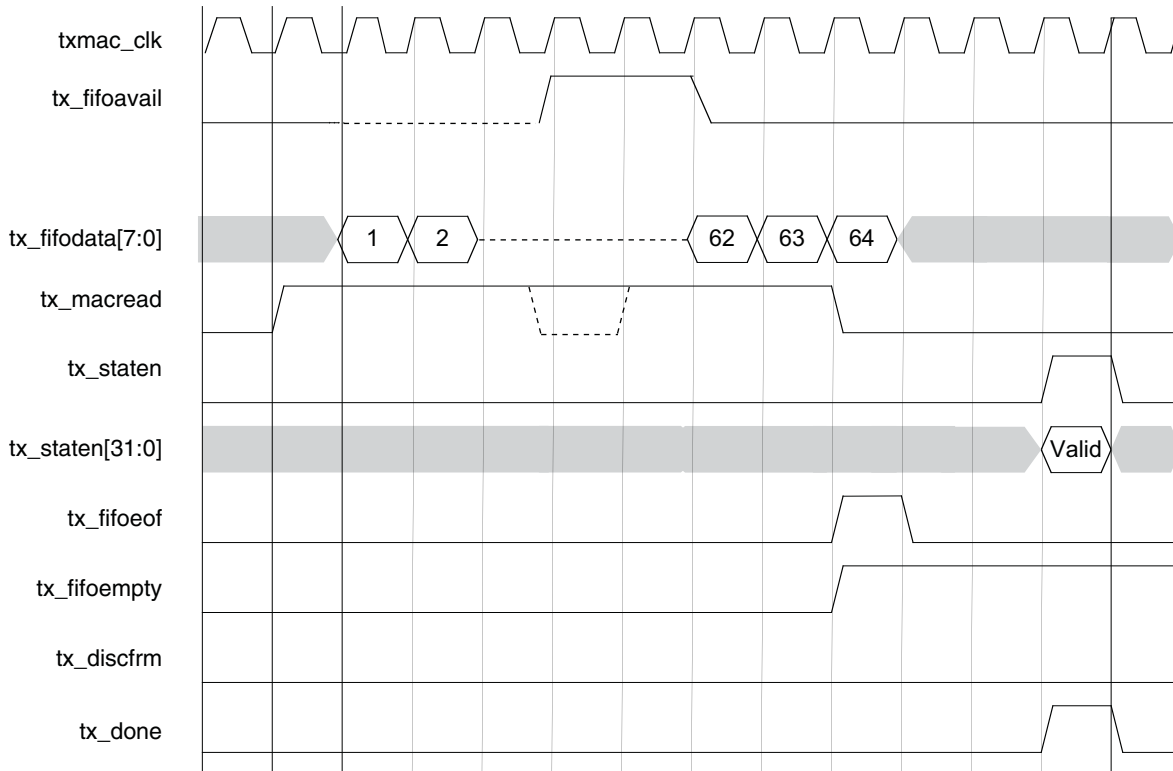 txmac_clk
tx_fifoavail
tx_fifodata[7:0] 1 2 62 63 64
tx_macread
tx_staten
tx_staten[31:0] Valid
tx_fifoeof
tx_fifoempty
tx_discfrm
tx_done